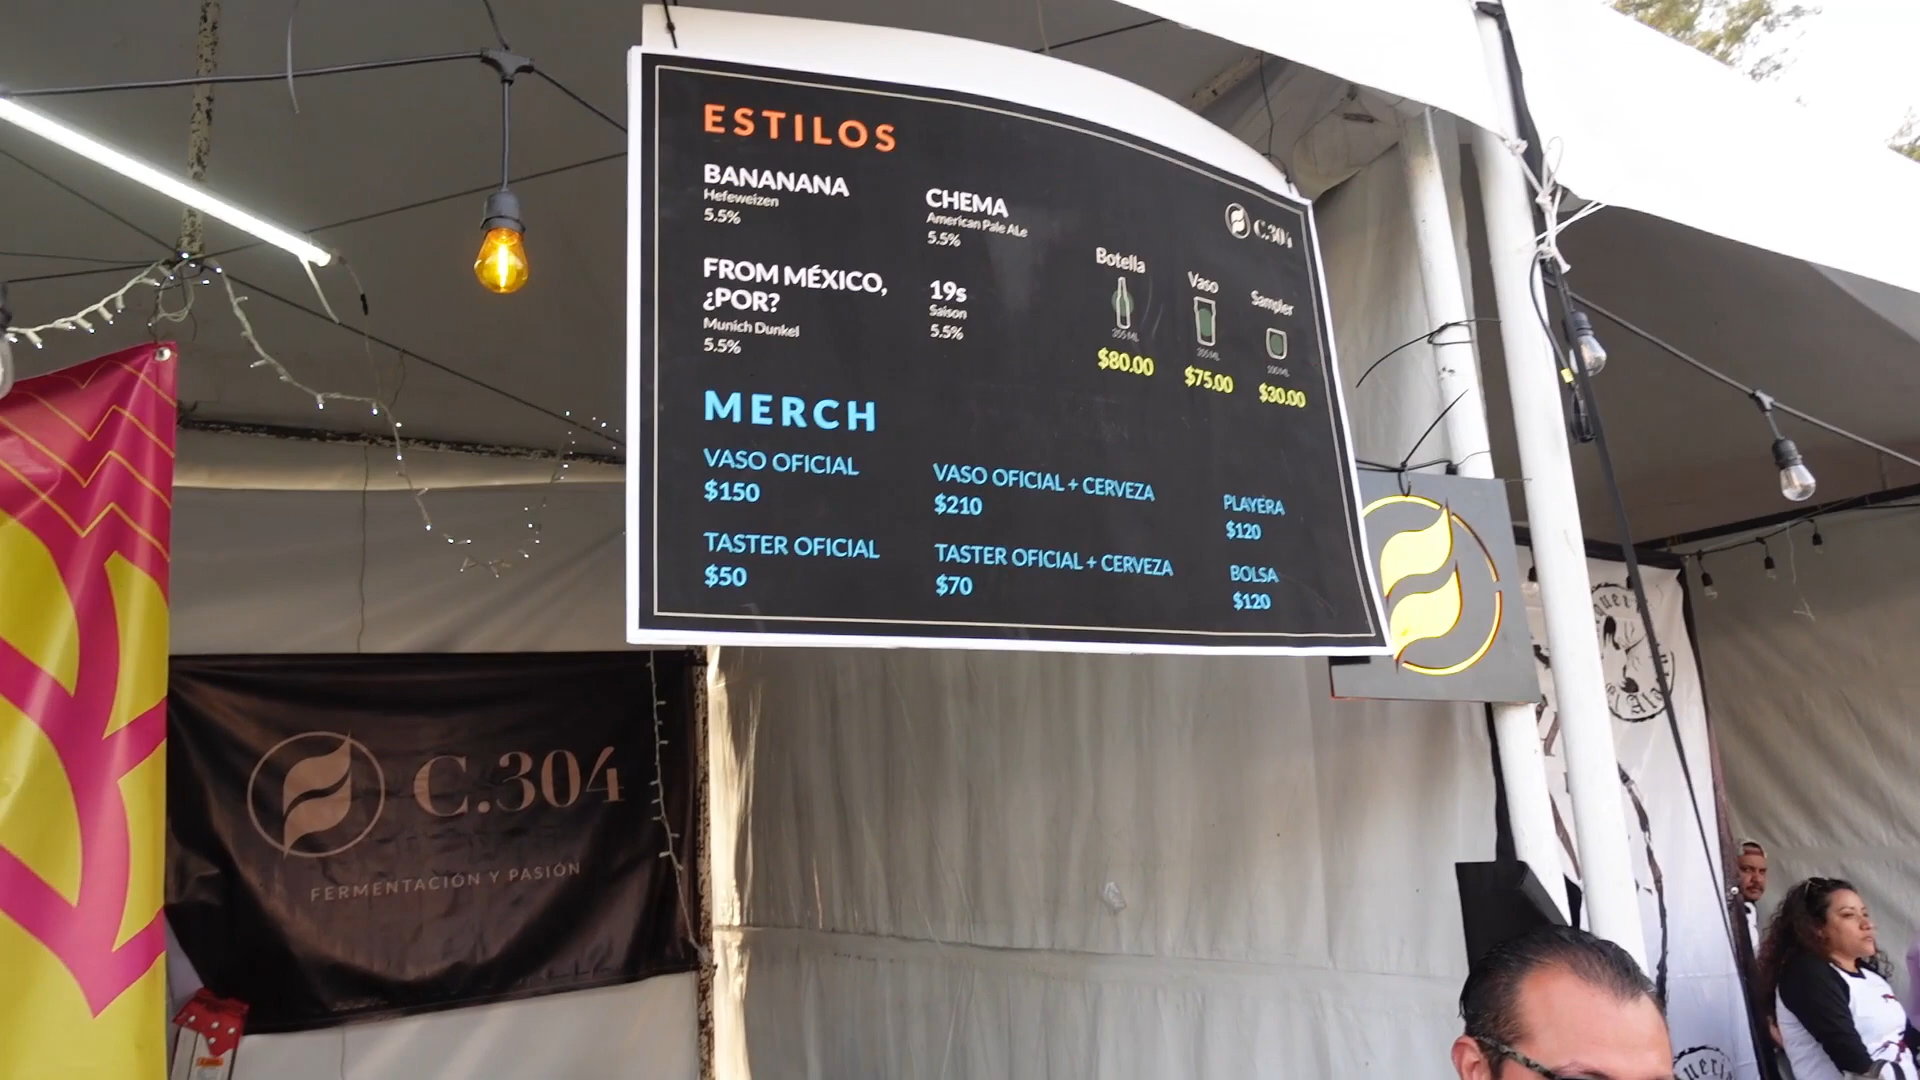 ESTILOS
BANANANA
Hefeweizen
5.5%
CHEMA
American Pale ALe
5.5%
FROM MÉXICO,
¿POR?
Munich Dunkel
5.5%
19s
Saison
5.5%
C.304
Botella
355 ML
$80.00
Vaso
355 ML
$75.00
Sampler
100 ML
$30.00
MERCH
VASO OFICIAL
$150
VASO OFICIAL + CERVEZA
$210
PLAYERA
$120
TASTER OFICIAL
$50
TASTER OFICIAL + CERVEZA
$70
BOLSA
$120
C.304
FERMENTACIÓN Y PASIÓN